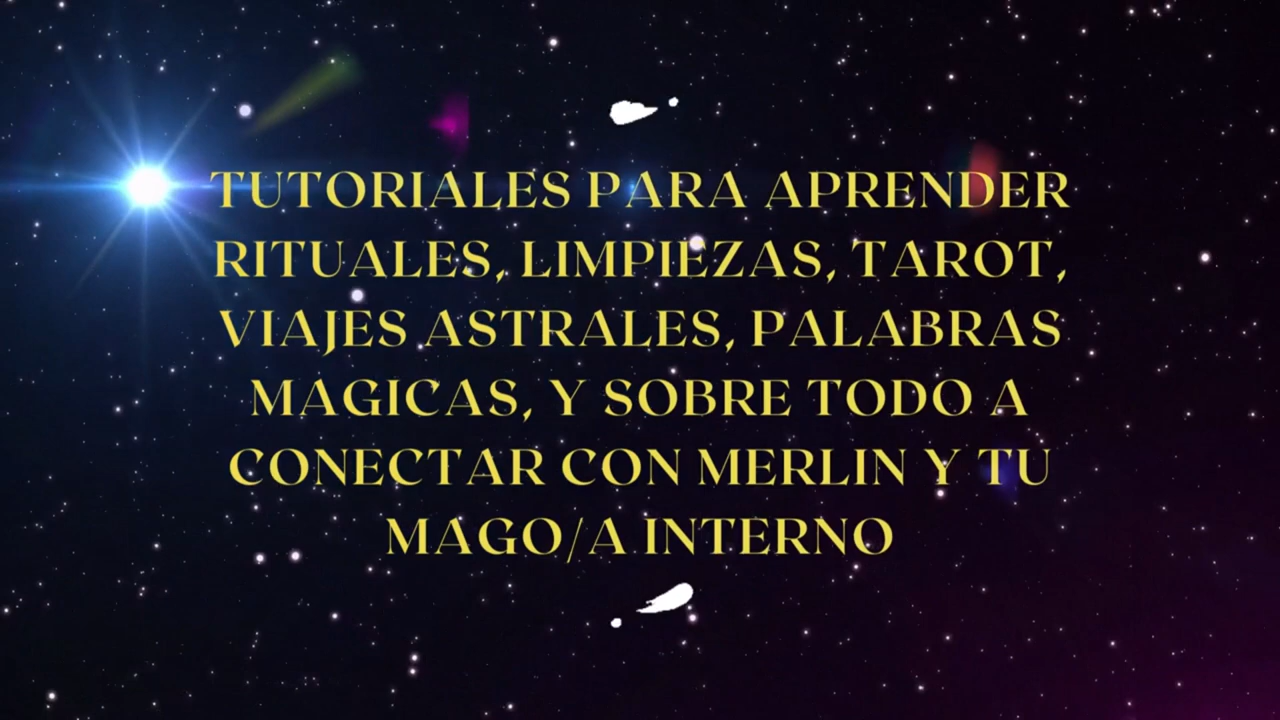 TUTORIALES PARA APRENDER
RITUALES, LIMPIEZAS, TAROT,
VIAJES ASTRALES, PALABRAS
MAGICAS, Y SOBRE TODO A
CONECTAR CON MERLIN Y TU
MAGO/A INTERNO